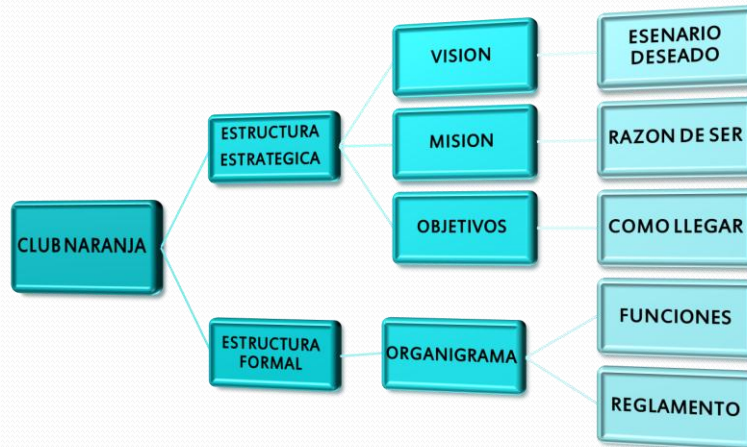 ESENARIO
DESEADO
VISION
ESTRUCTURA
ESTRATEGICA
MISION
RAZON DE SER
OBJETIVOS
COMO LLEGAR
CLUB NARANJA
FUNCIONES
ESTRUCTURA
FORMAL
ORGANIGRAMA
REGLAMENTO